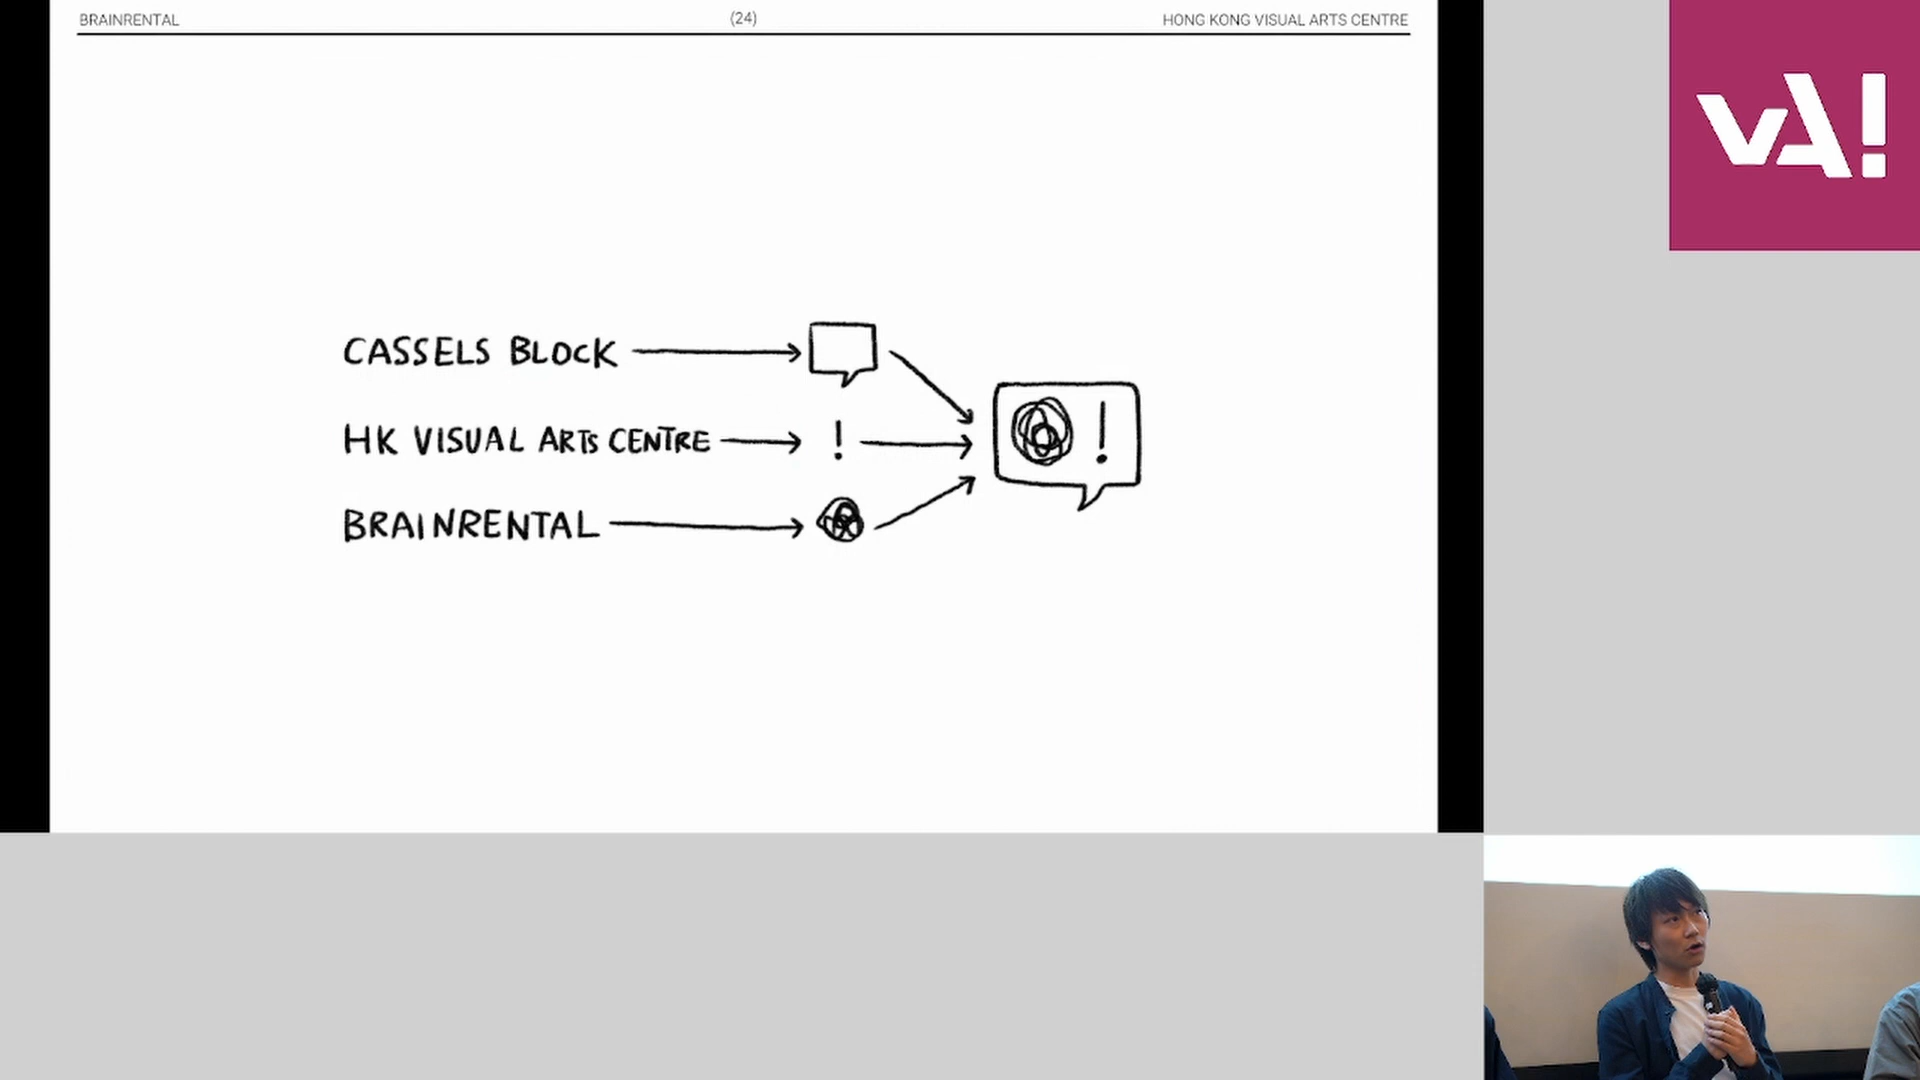 BRAINRENTAL
(24)
HONG KONG VISUAL ARTS CENTRE
vA!
CASSELS BLOCK
HK VISUAL ARTS CENTRE
!
!
BRAINRENTAL